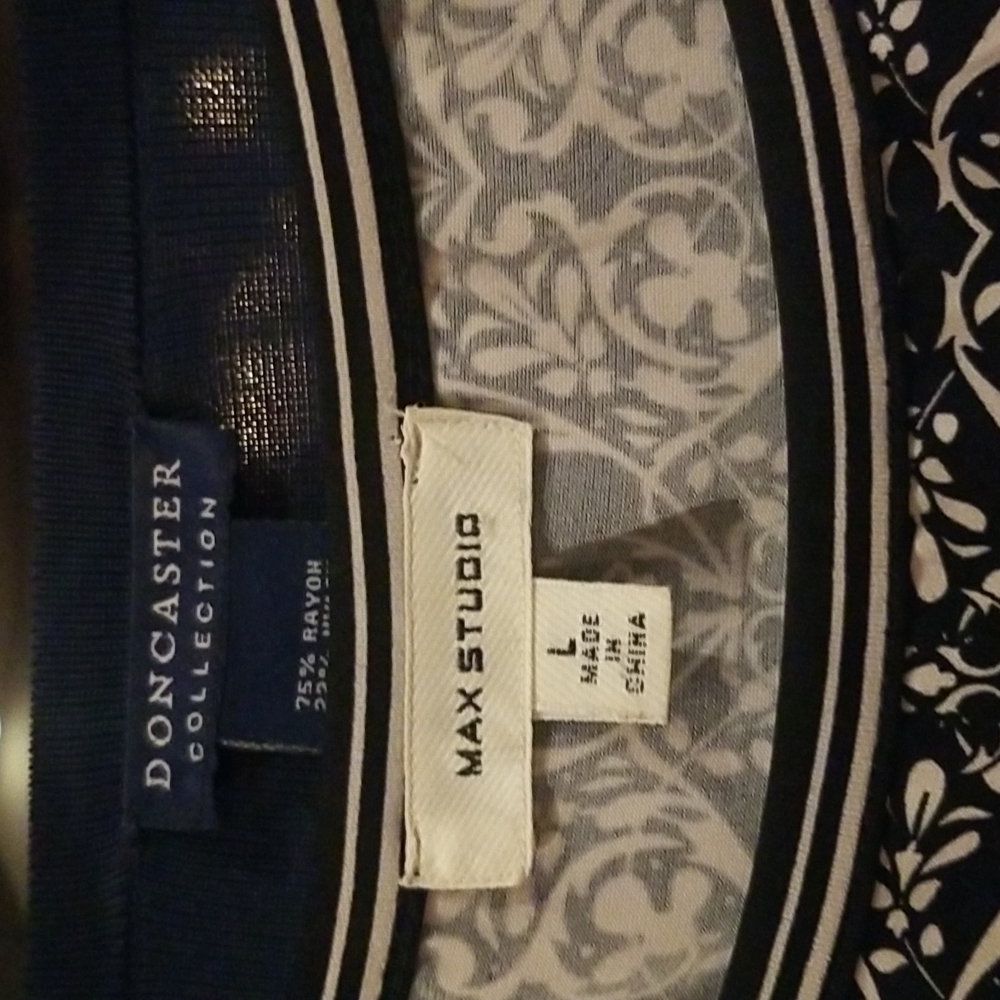 DONCASTER
COLLECTION
75% RAYON
MAX STUDIO
L
MADE
IN
CHINA